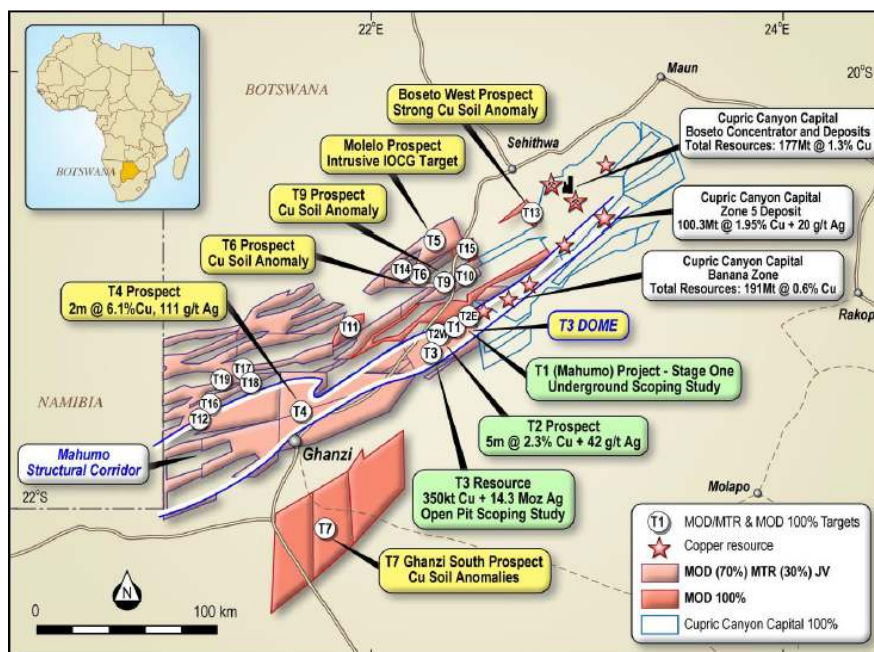 22°E
24°E
20°S
BOTSWANA
Maun
Sehithwa
Boseto West Prospect
Strong Cu Soil Anomaly
Molelo Prospect
Intrusive IOCG Target
T9 Prospect
Cu Soil Anomaly
T6 Prospect
Cu Soil Anomaly
T4 Prospect
2m @ 6.1%Cu, 111 g/t Ag
Cupric Canyon Capital
Boseto Concentrator and Deposits
Total Resources: 177Mt @ 1.3% Cu
Cupric Canyon Capital
Zone 5 Deposit
100.3Mt @ 1.95% Cu + 20 g/t Ag
Cupric Canyon Capital
Banana Zone
Total Resources: 191Mt @ 0.6% Cu
Rakop
BOTSWANA
T13
T5
T15
T14
T6
T9
T10
T11
T2E
T1
T2W
T3
T3 DOME
T17
T19
T18
T16
T12
T4
NAMIBIA
Mahumo
Structural Corridor
Ghanzi
22°S
T1 (Mahumo) Project - Stage One
Underground Scoping Study
T2 Prospect
5m @ 2.3% Cu + 42 g/t Ag
T3 Resource
350kt Cu + 14.3 Moz Ag
Open Pit Scoping Study
T7
T7 Ghanzi South Prospect
Cu Soil Anomalies
Molapo
N
0 100 km
T1 MOD/MTR & MOD 100% Targets
Copper resource
MOD (70%) MTR (30%) JV
MOD 100%
Cupric Canyon Capital 100%